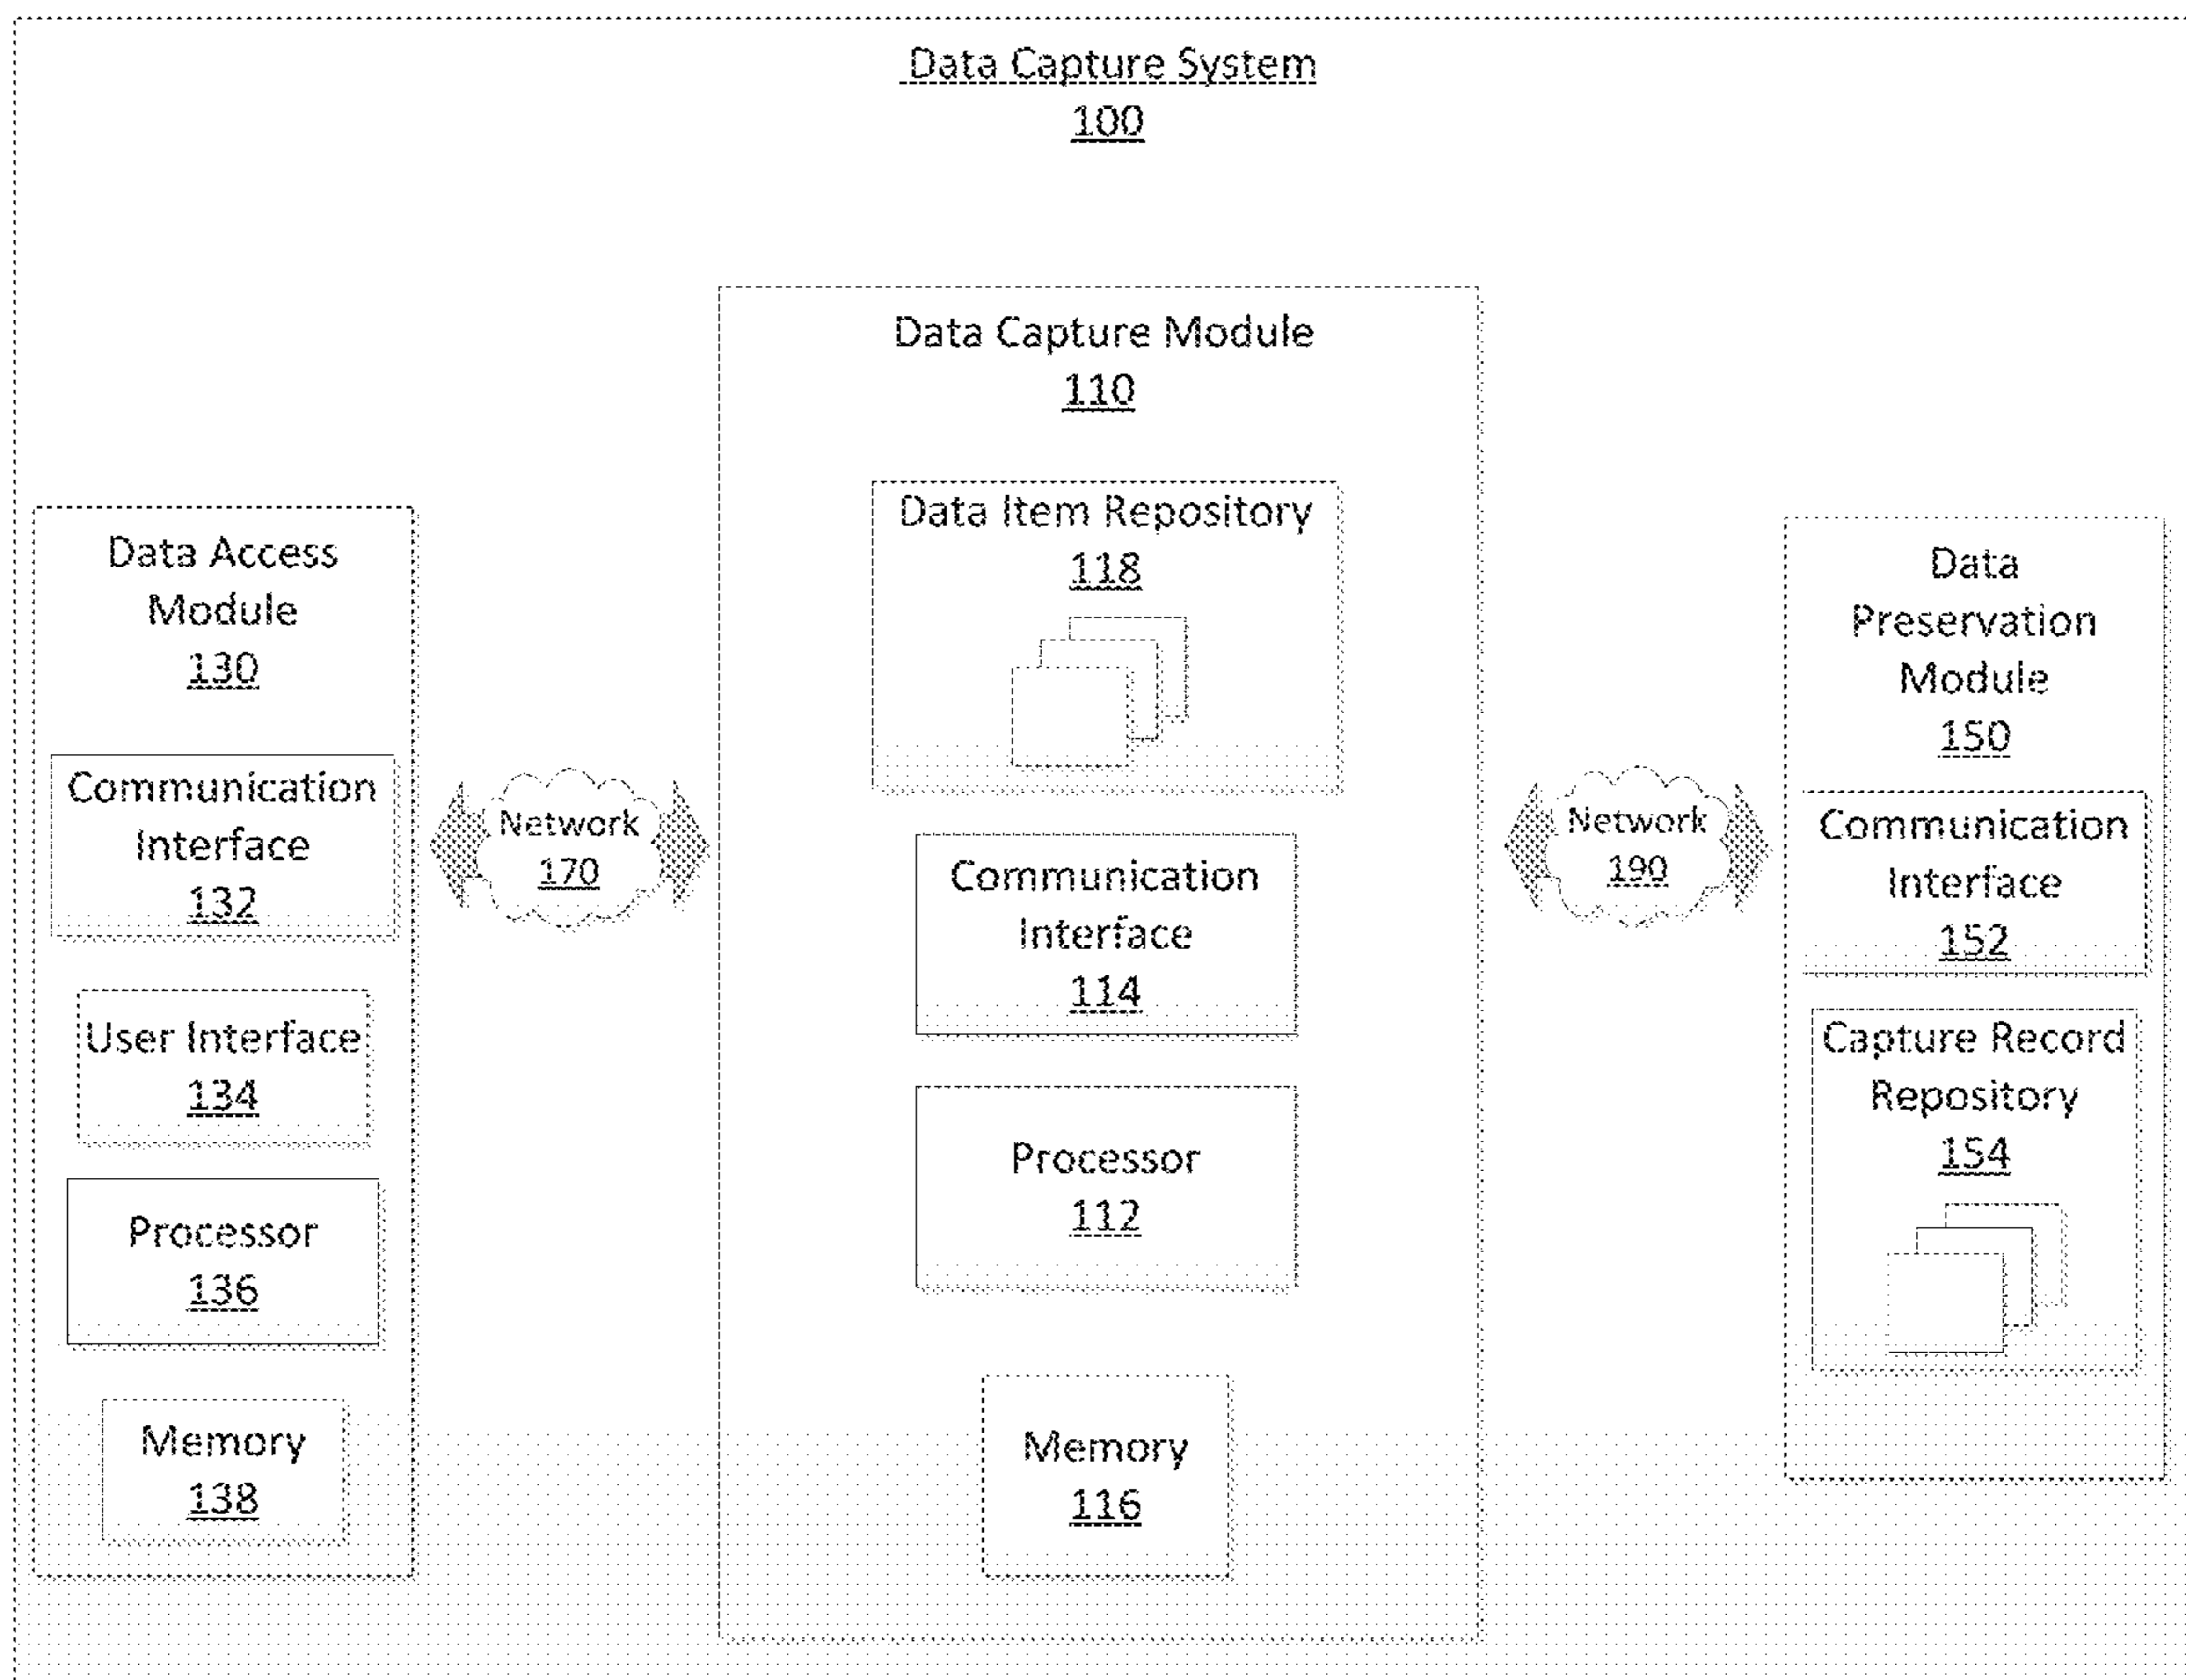 Data Capture System
100
Data Access
Module
130
Communication
Interface
132
User Interface
134
Processor
136
Memory
138
Network
170
Data Capture Module
110
Data Item Repository
118
Communication
Interface
114
Processor
112
Memory
116
Network
190
Data
Preservation
Module
150
Communication
Interface
152
Capture Record
Repository
154